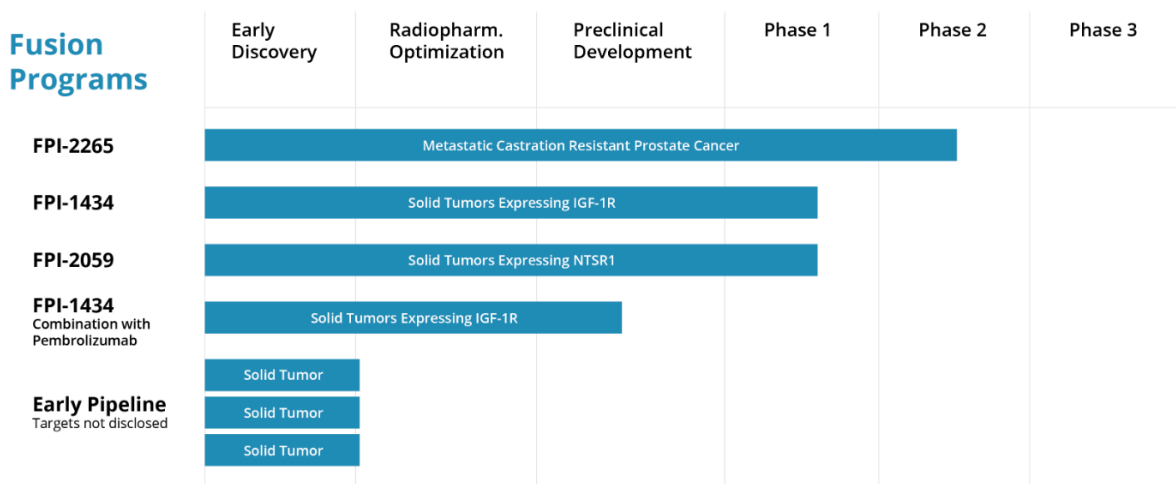 Fusion
Programs
Early
Discovery
Radiopharm.
Optimization
Preclinical
Development
Phase 1
Phase 2
Phase 3
FPI-2265
Metastatic Castration Resistant Prostate Cancer
FPI-1434
Solid Tumors Expressing IGF-1R
FPI-2059
Solid Tumors Expressing NTSR1
FPI-1434
Combination with
Pembrolizumab
Solid Tumors Expressing IGF-1R
Early Pipeline
Targets not disclosed
Solid Tumor
Solid Tumor
Solid Tumor